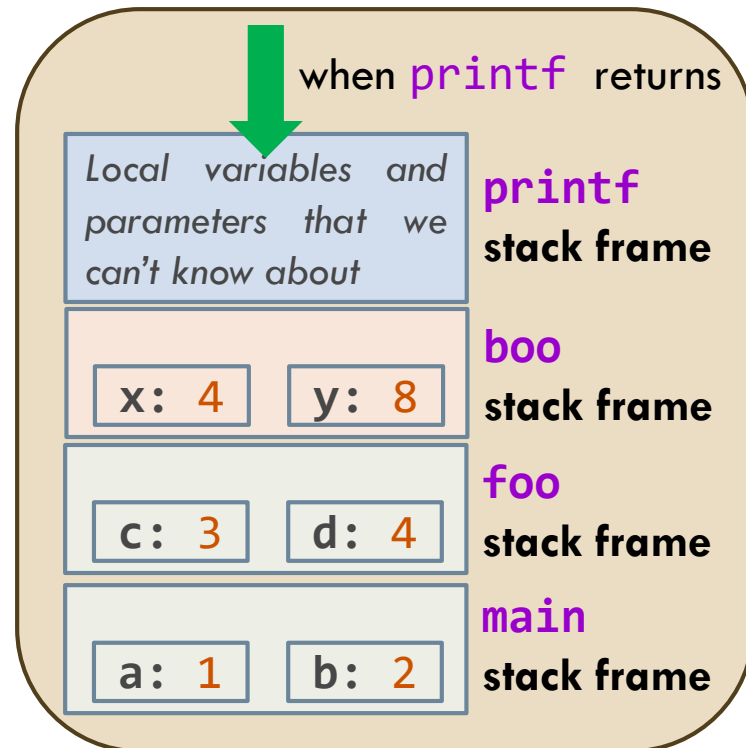 when printf returns
Local variables and
parameters that we
can't know about
printf
stack frame
x: 4 y: 8
boo
stack frame
c: 3 d: 4
foo
stack frame
a: 1 b: 2
main
stack frame